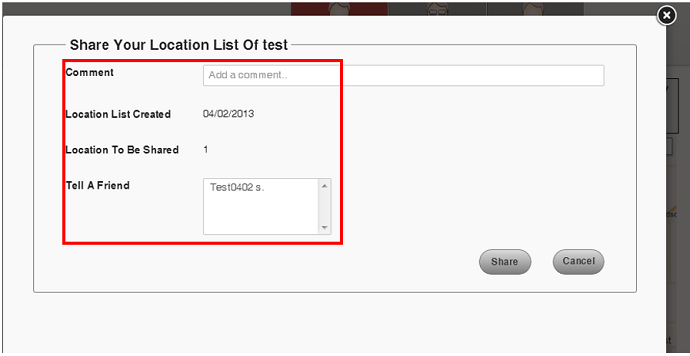 Share Your Location List Of test
Comment
Add a comment..
Location List Created
04/02/2013
Location To Be Shared
1
Tell A Friend
Test0402 s.
Share
Cancel